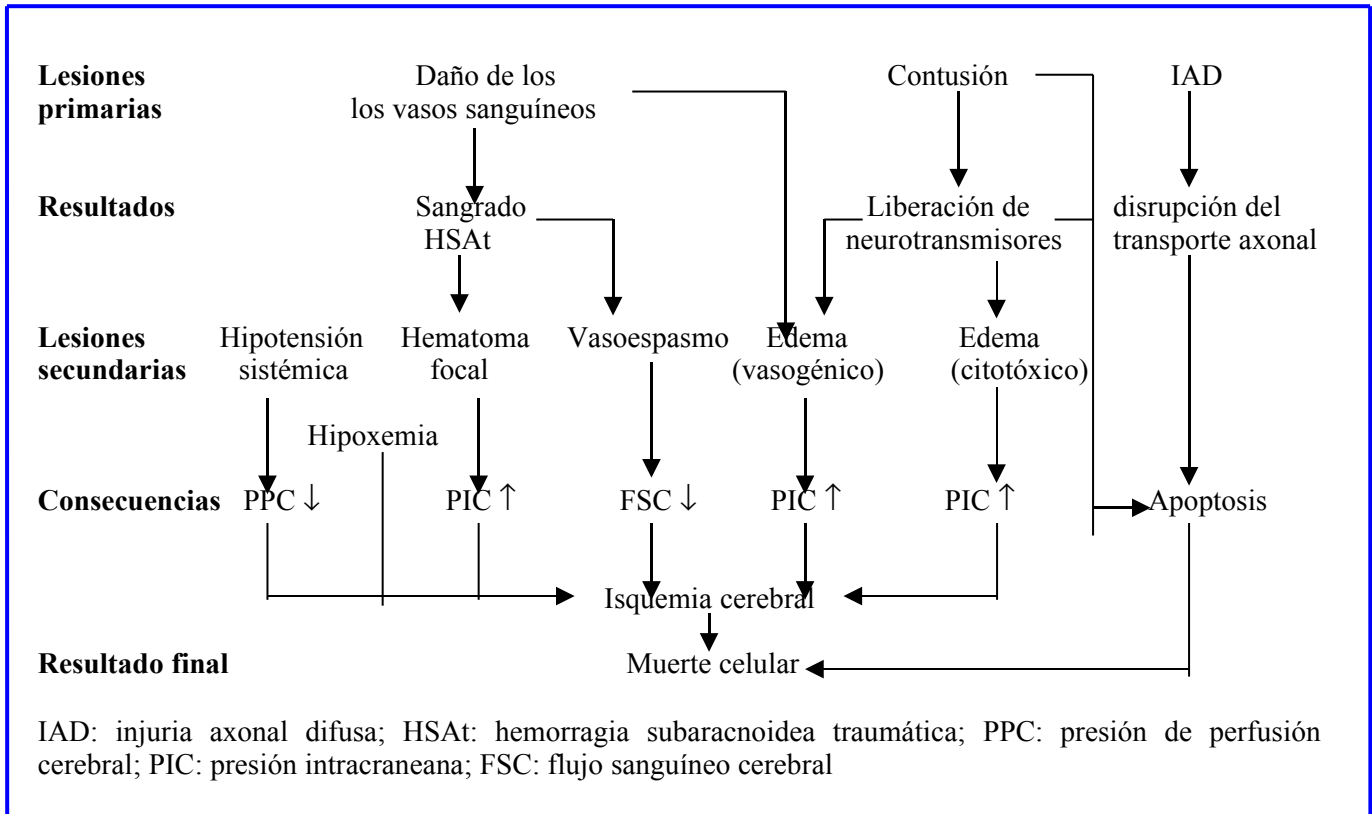 Lesiones Daño de los Contusión IAD
primarias los vasos sanguíneos
Resultados Sangrado Liberación de disrupción del
HSAt neurotransmisores transporte axonal
Lesiones Hipotensión Hematoma Vasoespasmo Edema Edema
secundarias sistémica focal (vasogénico) (citotóxico)
Hipoxemia
Consecuencias PPC ↓ PIC ↑ FSC ↓ PIC ↑ PIC ↑ Apoptosis
Isquemia cerebral
Resultado final Muerte celular
IAD: injuria axonal difusa; HSAt: hemorragia subaracnoidea traumática; PPC: presión de perfusión
cerebral; PIC: presión intracraneana; FSC: flujo sanguíneo cerebral